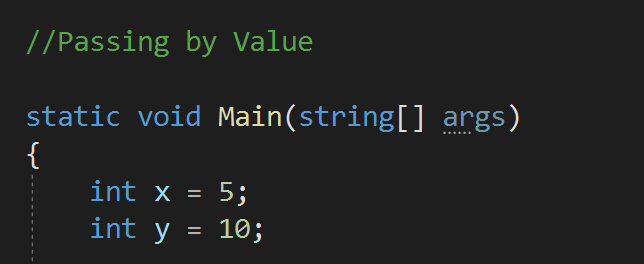 //Passing by Value
static void Main(string[] args)
{
int x = 5;
int y = 10;